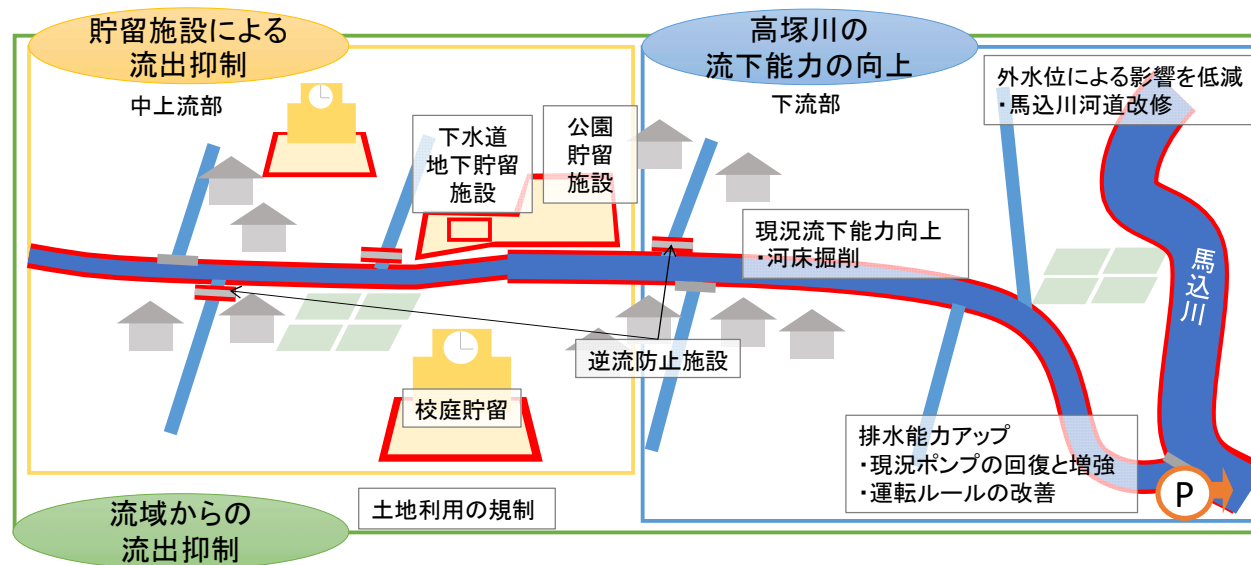 貯留施設による
流出抑制
中上流部
高塚川の
流下能力の向上
下流部
外水位による影響を低減
・馬込川河道改修
下水道
地下貯留
施設
公園
貯留
施設
現況流下能力向上
・河床掘削
馬込川
逆流防止施設
校庭貯留
排水能力アップ
・現況ポンプの回復と増強
・運転ルールの改善
P
土地利用の規制
流域からの
流出抑制